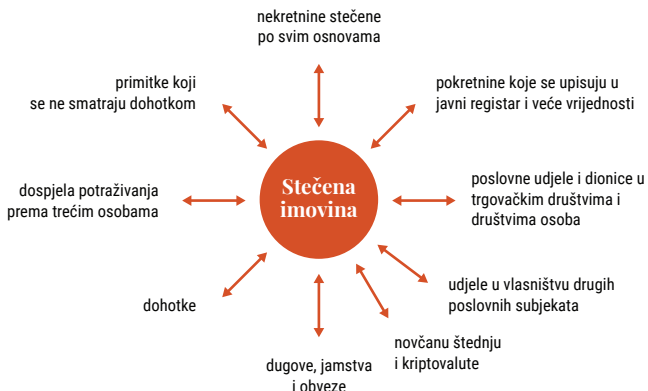 nekretnine stečene
po svim osnovama
primitke koji
se ne smatraju dohotkom
pokretnine koje se upisuju u
javni registar i veće vrijednosti
Stečena
imovina
dospjela potraživanja
prema trećim osobama
poslovne udjele i dionice u
trgovačkim društvima i
društvima osoba
dohotke
udjele u vlasništvu drugih
poslovnih subjekata
novčanu štednju
i kriptovalute
dugove, jamstva
i obveze